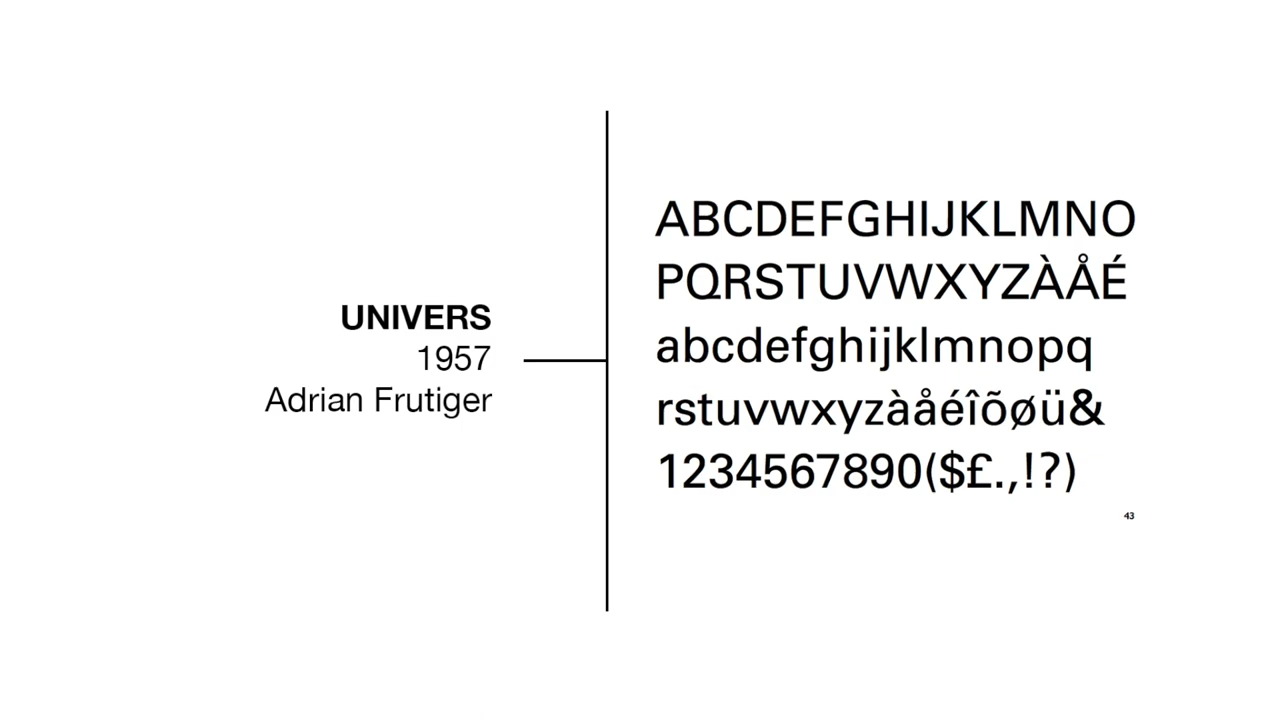 UNIVERS
1957
Adrian Frutiger
ABCDEFGHIJKLMNO
PQRSTUVWXYZÀÅÉ
abcdefghijklmnopq
rstuvwxyzàåéîõøü&
1234567890($£.,!?)
43